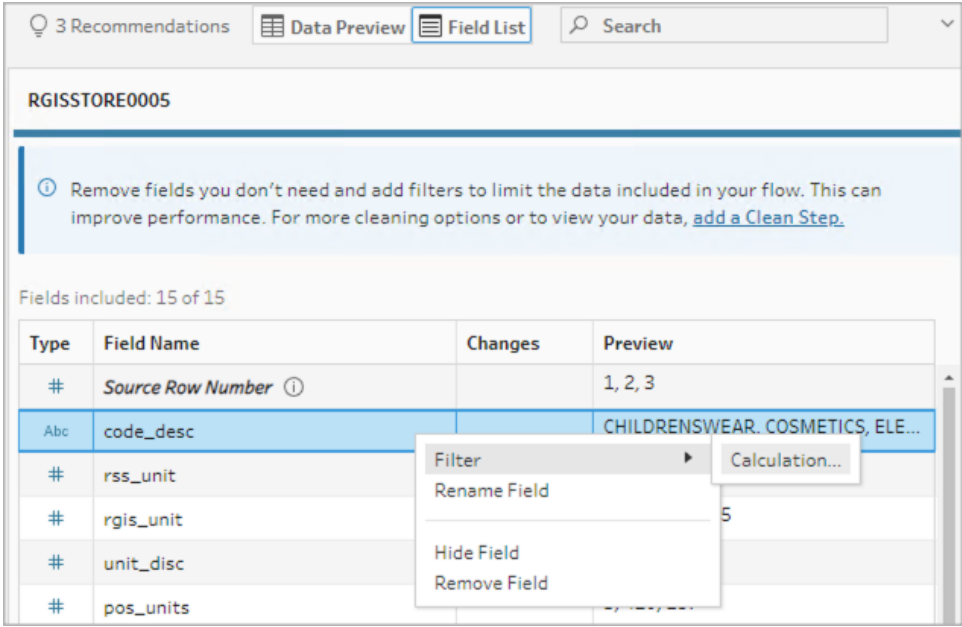 3 Recommendations Data Preview Field List Search
RGISSTORE0005
Remove fields you don't need and add filters to limit the data included in your flow. This can
improve performance. For more cleaning options or to view your data, add a Clean Step.
Fields included: 15 of 15
Type Field Name Changes Preview
# Source Row Number 1, 2, 3
Abc code_desc CHILDRENSWEAR, COSMETICS, ELE...
Filter Calculation...
# rss_unit
Rename Field
# rgis_unit 5
Hide Field
# unit_disc
Remove Field
# pos_units